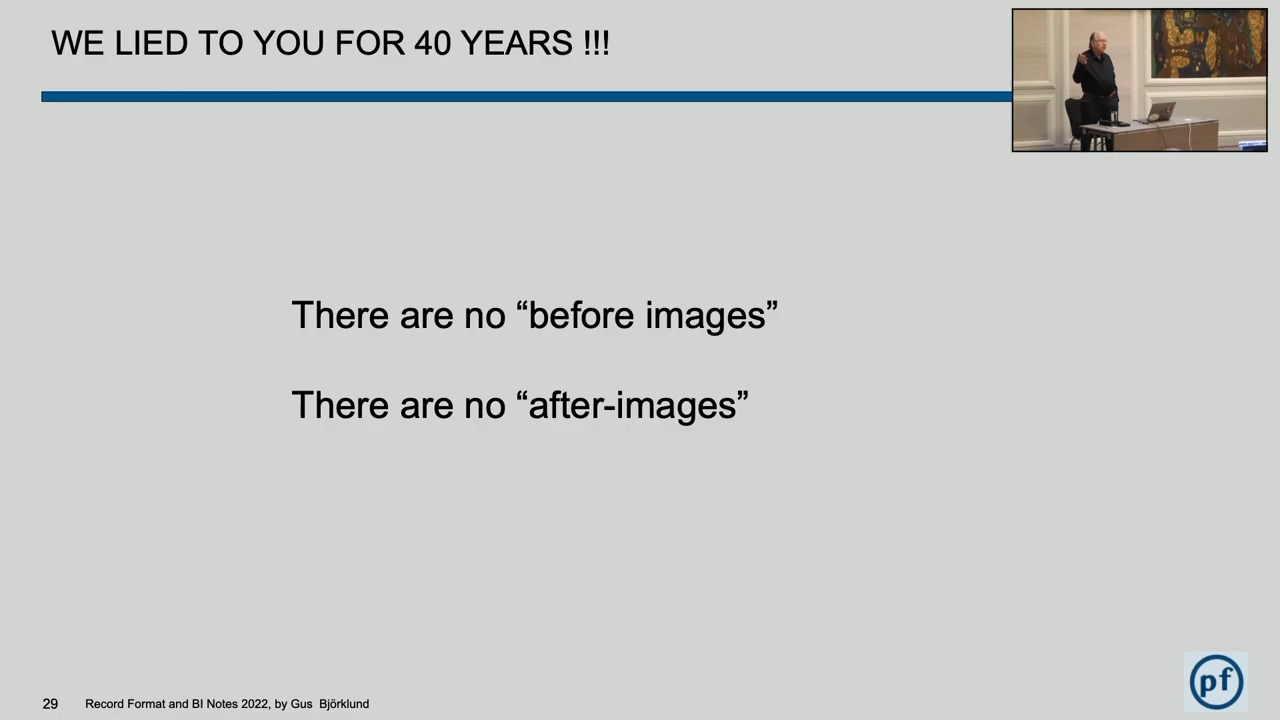 WE LIED TO YOU FOR 40 YEARS !!!
There are no “before images”
There are no “after-images”
29 Record Format and BI Notes 2022, by Gus Björklund
pf